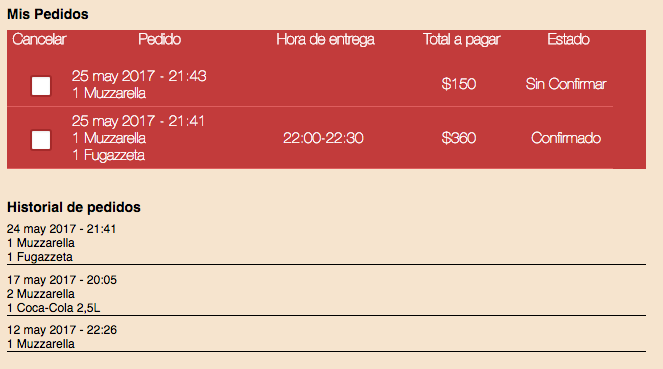 Mis Pedidos
Cancelar Pedido Hora de entrega Total a pagar Estado
25 may 2017 - 21:43
1 Muzzarella
$150 Sin Confirmar
25 may 2017 - 21:41
1 Muzzarella
1 Fugazzeta
22:00-22:30 $360 Confirmado
Historial de pedidos
24 may 2017 - 21:41
1 Muzzarella
1 Fugazzeta
17 may 2017 - 20:05
2 Muzzarella
1 Coca-Cola 2,5L
12 may 2017 - 22:26
1 Muzzarella